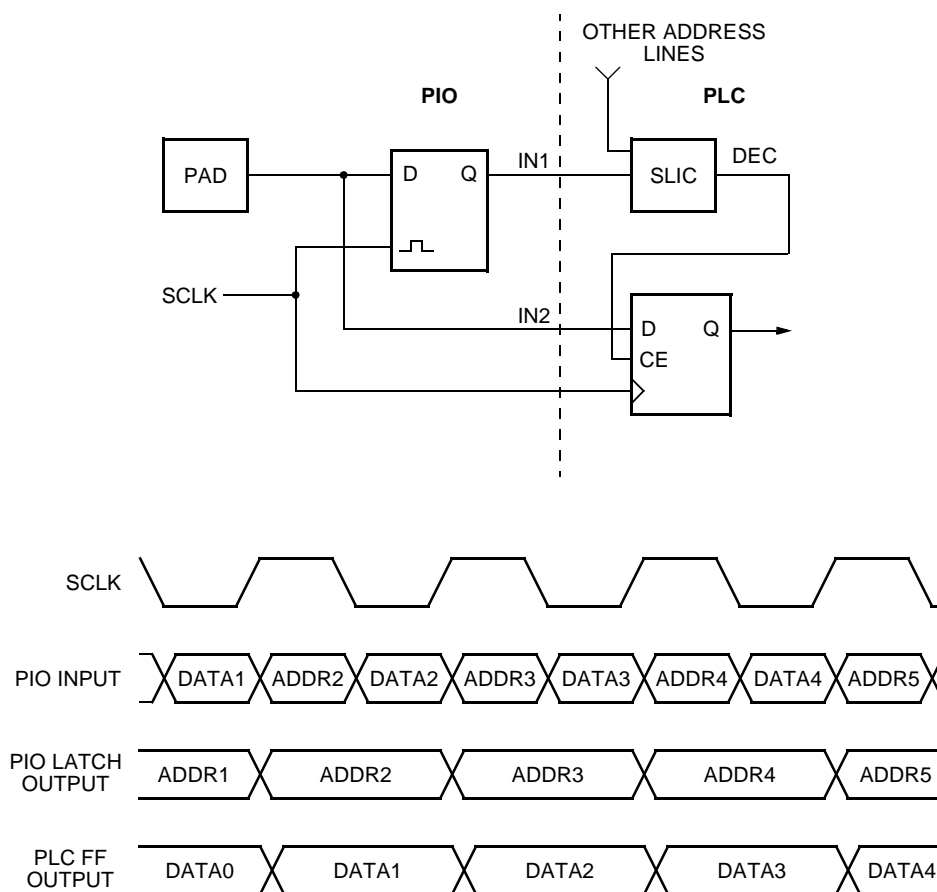 OTHER ADDRESS
LINES
PIO
PLC
PAD
D Q
IN1
SLIC
DEC
SCLK
IN2
D Q
CE
SCLK
PIO INPUT
DATA1 ADDR2 DATA2 ADDR3 DATA3 ADDR4 DATA4 ADDR5
PIO LATCH
OUTPUT
ADDR1 ADDR2 ADDR3 ADDR4 ADDR5
PLC FF
OUTPUT
DATA0 DATA1 DATA2 DATA3 DATA4